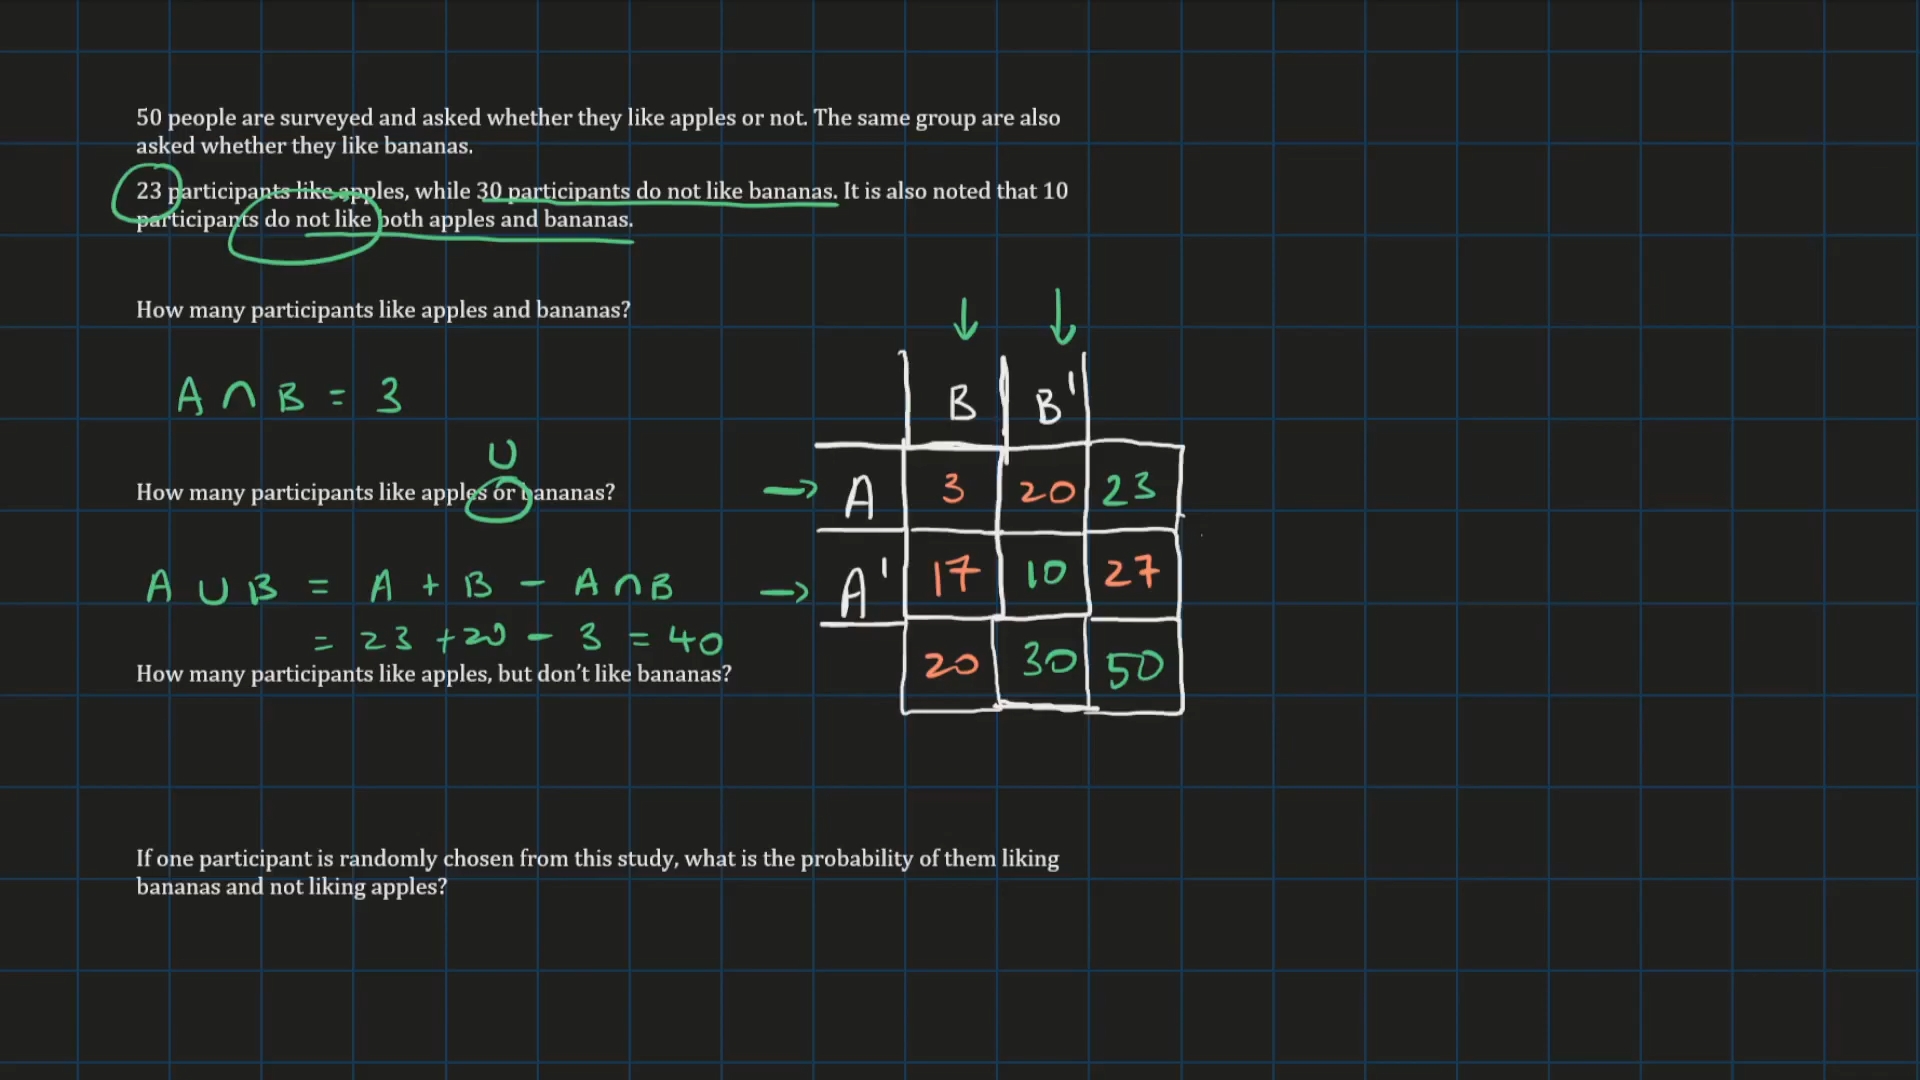 50 people are surveyed and asked whether they like apples or not. The same group are also
asked whether they like bananas.
23 participants like apples, while 30 participants do not like bananas. It is also noted that 10
participants do not like both apples and bananas.
How many participants like apples and bananas?
A ∩ B = 3
U
How many participants like apples or bananas?
A ∪ B = A + B - A ∩ B
= 23 + 20 - 3 = 40
How many participants like apples, but don't like bananas?
B B'
A 3 20 23
A' 17 10 27
20 30 50
If one participant is randomly chosen from this study, what is the probability of them liking
bananas and not liking apples?